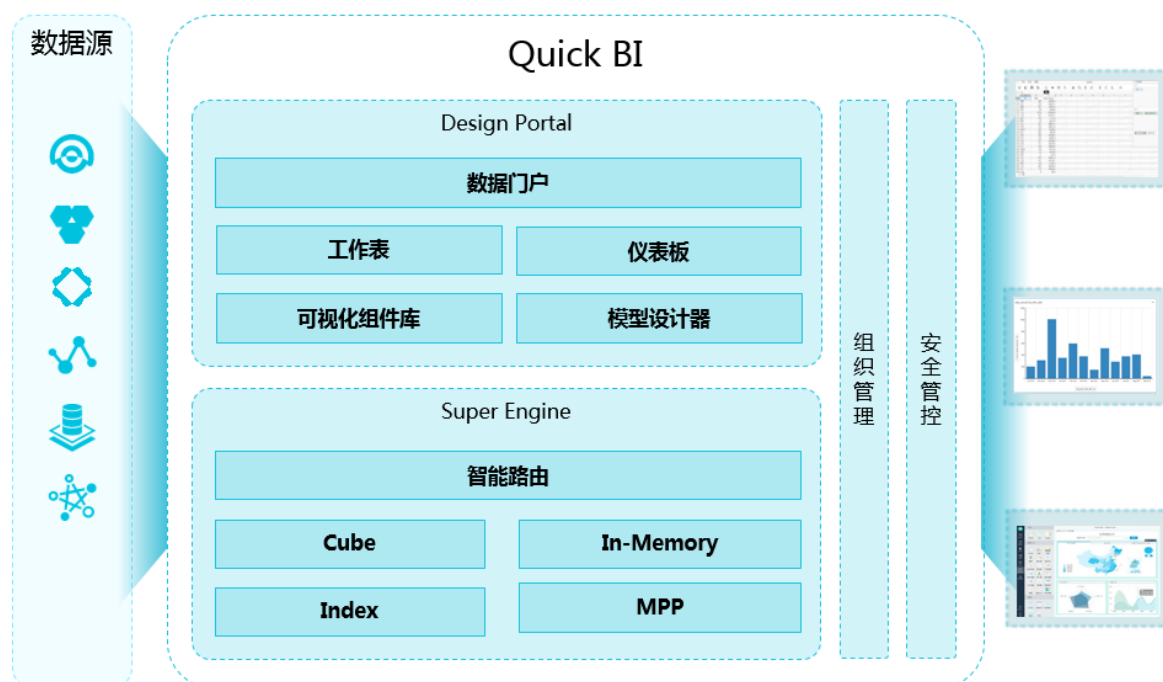 数据源
Quick BI
Design Portal
数据门户
工作表
仪表板
可视化组件库
模型设计器
Super Engine
智能路由
Cube
In-Memory
Index
MPP
组织管理
安全管控